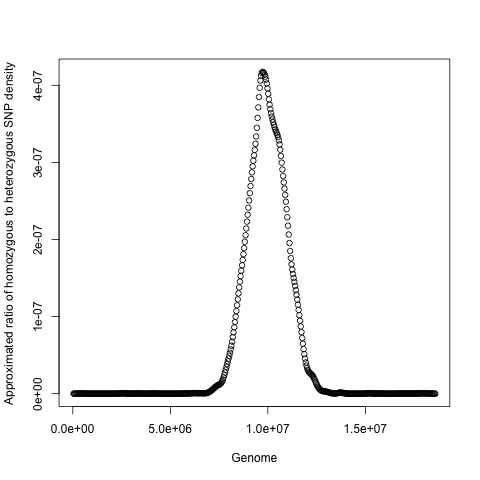 Approximated ratio of homozygous to heterozygous SNP density
4e-07
3e-07
2e-07
1e-07
0e+00
0.0e+00 5.0e+06 1.0e+07 1.5e+07
Genome